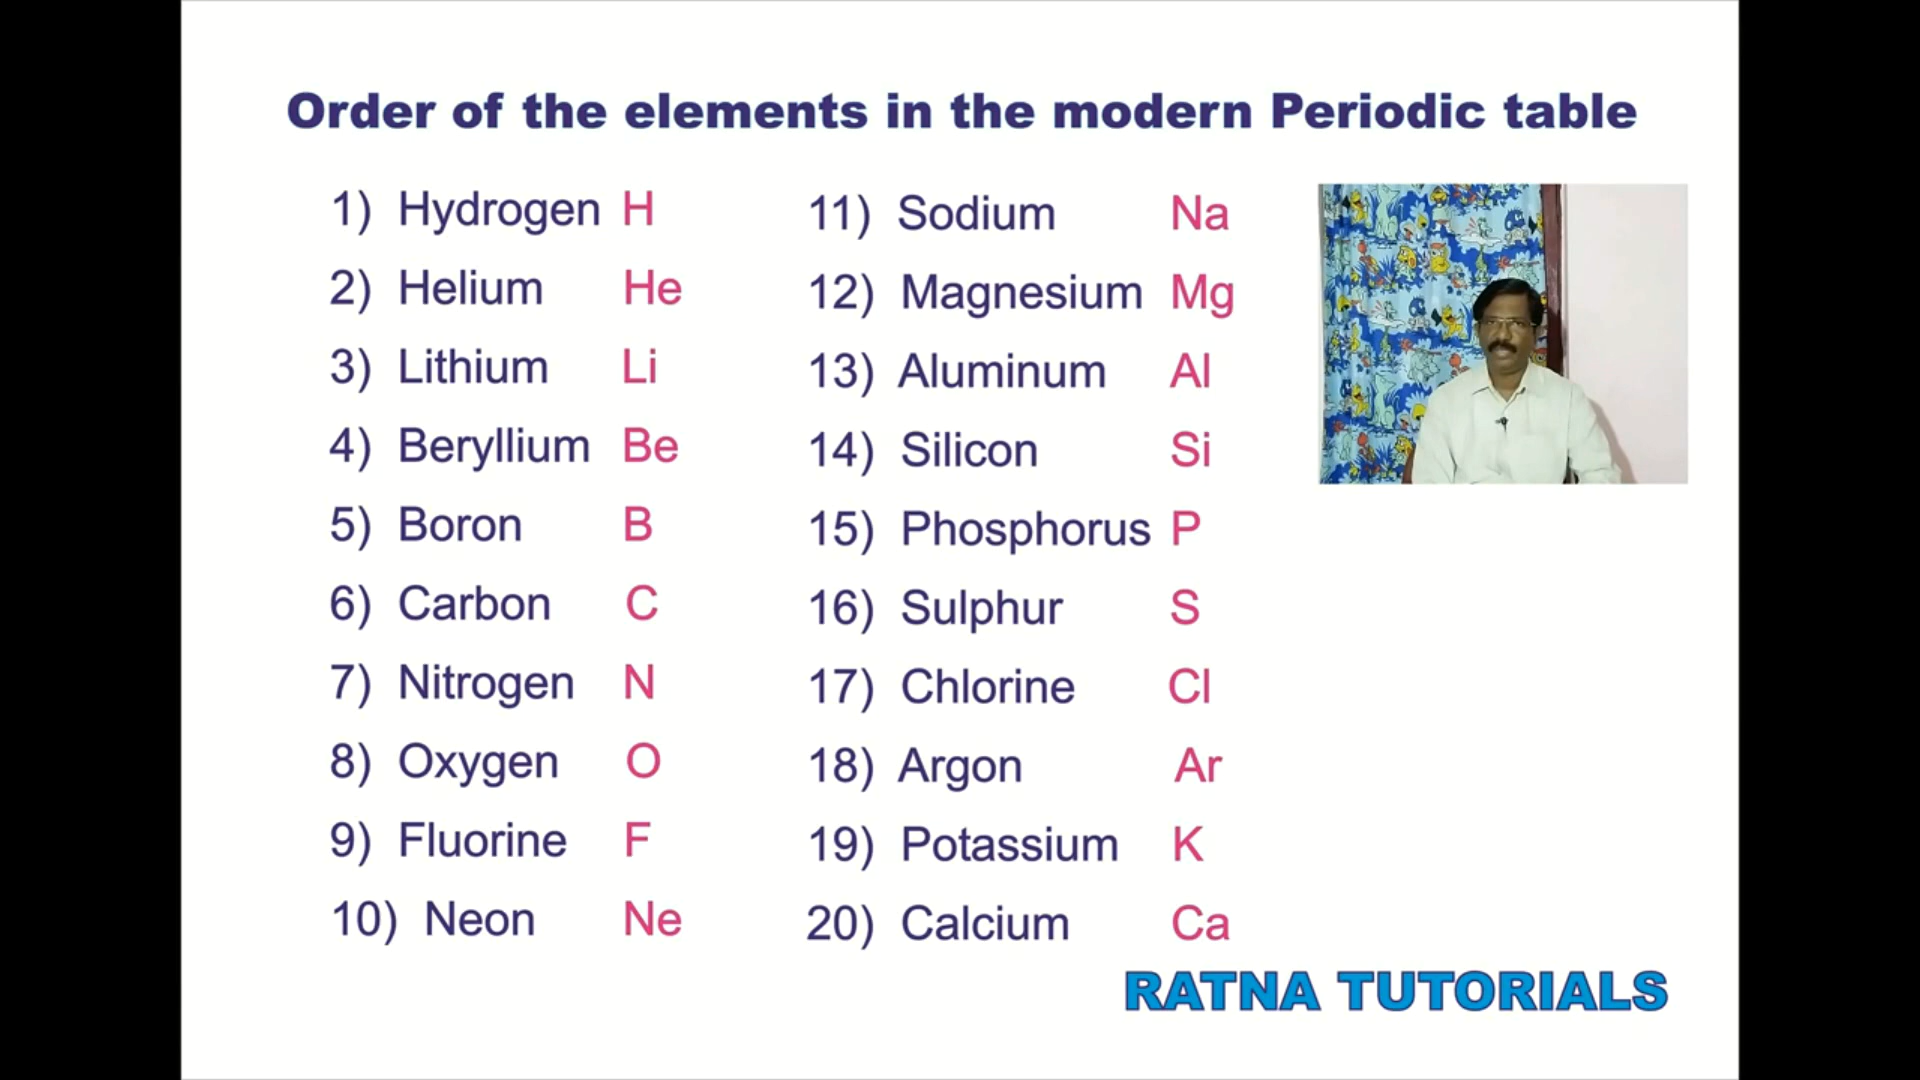 Order of the elements in the modern Periodic table
1) Hydrogen H
2) Helium He
3) Lithium Li
4) Beryllium Be
5) Boron B
6) Carbon C
7) Nitrogen N
8) Oxygen O
9) Fluorine F
10) Neon Ne
11) Sodium Na
12) Magnesium Mg
13) Aluminum Al
14) Silicon Si
15) Phosphorus P
16) Sulphur S
17) Chlorine Cl
18) Argon Ar
19) Potassium K
20) Calcium Ca
RATNA TUTORIALS